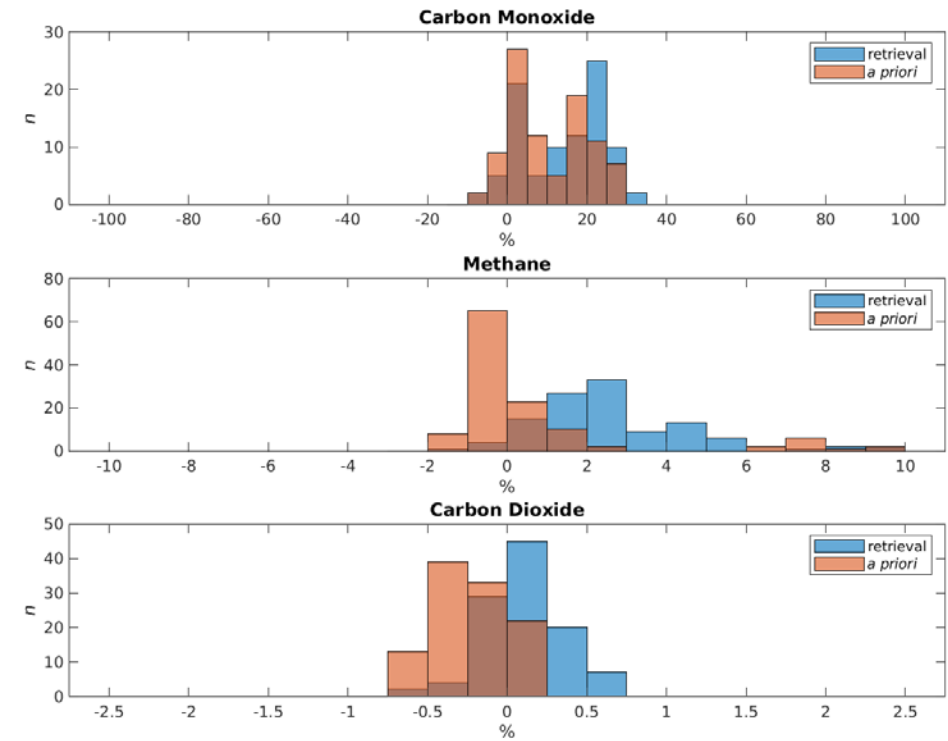 Carbon Monoxide
30
20
10
0
n
retrieval
a priori
-100 -80 -60 -40 -20 0 20 40 60 80 100
%
Methane
80
60
40
20
0
n
retrieval
a priori
-10 -8 -6 -4 -2 0 2 4 6 8 10
%
Carbon Dioxide
50
40
30
20
10
0
n
retrieval
a priori
-2.5 -2 -1.5 -1 -0.5 0 0.5 1 1.5 2 2.5
%